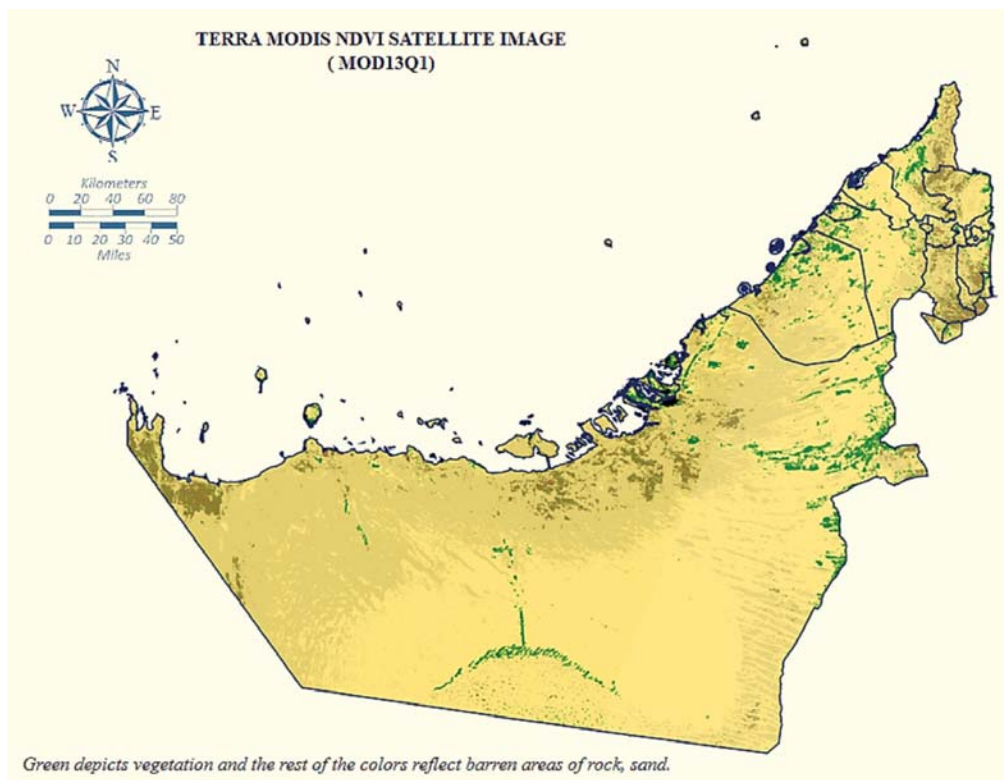 TERRA MODIS NDVI SATELLITE IMAGE
( MOD13Q1)
N
W E
S
Kilometers
0 20 40 60 80
0 10 20 30 40 50
Miles
Green depicts vegetation and the rest of the colors reflect barren areas of rock, sand.